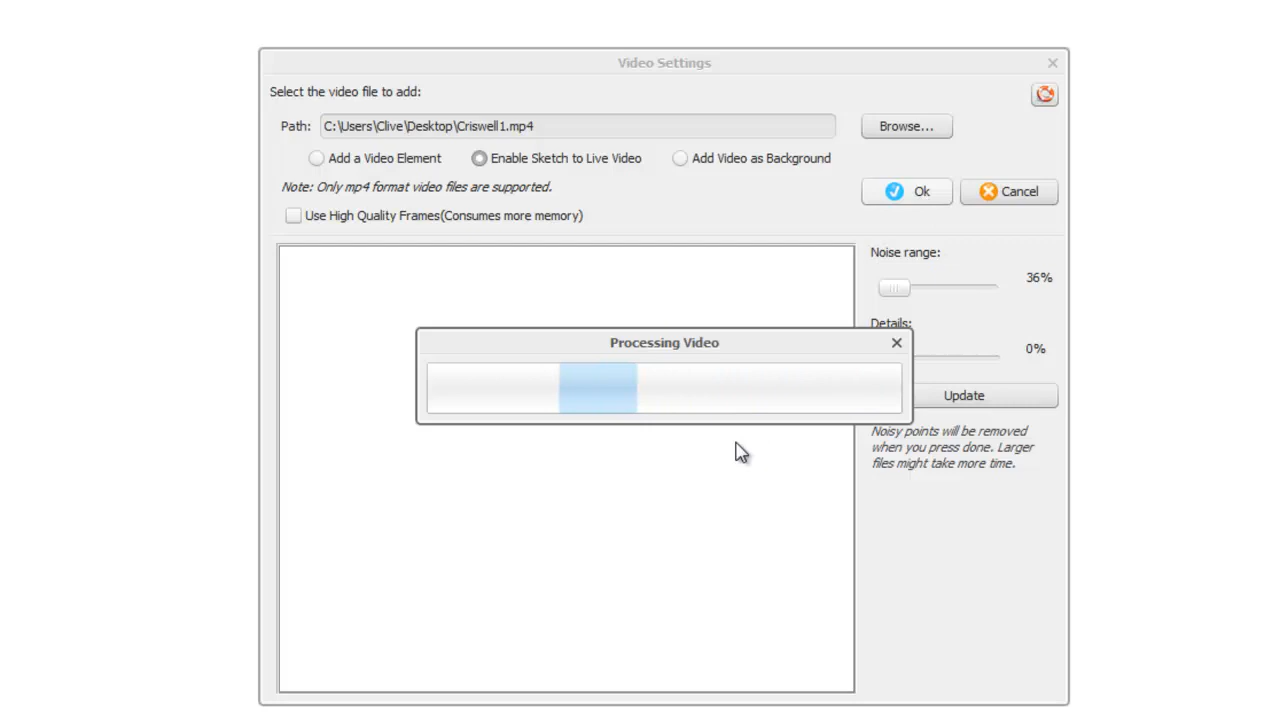 Video Settings
Select the video file to add:
Path: C:\Users\Clive\Desktop\Criswell1.mp4 Browse...
Add a Video Element Enable Sketch to Live Video Add Video as Background
Note: Only mp4 format video files are supported.
Ok Cancel
Use High Quality Frames(Consumes more memory)
Noise range:
36%
Details:
0%
Processing Video
Update
Noisy points will be removed
when you press done. Larger
files might take more time.